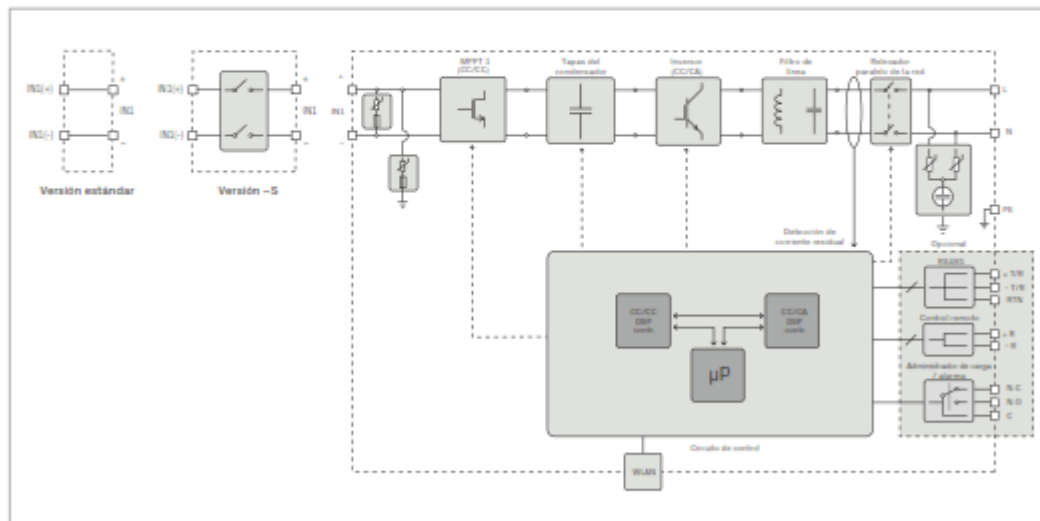 IN1(+)
IN1(-)
+
IN1
−
Versión estándar
IN1(+)
IN1(-)
+
IN1
−
Versión –S
+
IN1
−
MPPT 1
(CC/CC)
Tapas del
condensador
Inversor
(CC/CA)
Filtro de
línea
Relevador
paralelo de la red
L
N
PE
Detección de
corriente residual
Opcional
RS485
+ T/R
- T/R
RTN
Control remoto
+ R
- R
Administrador de carga
/ alarma
N.C
N.O
C
CC/CC
DSP
contr.
CC/CA
DSP
contr.
µP
Circuito de control
WLAN